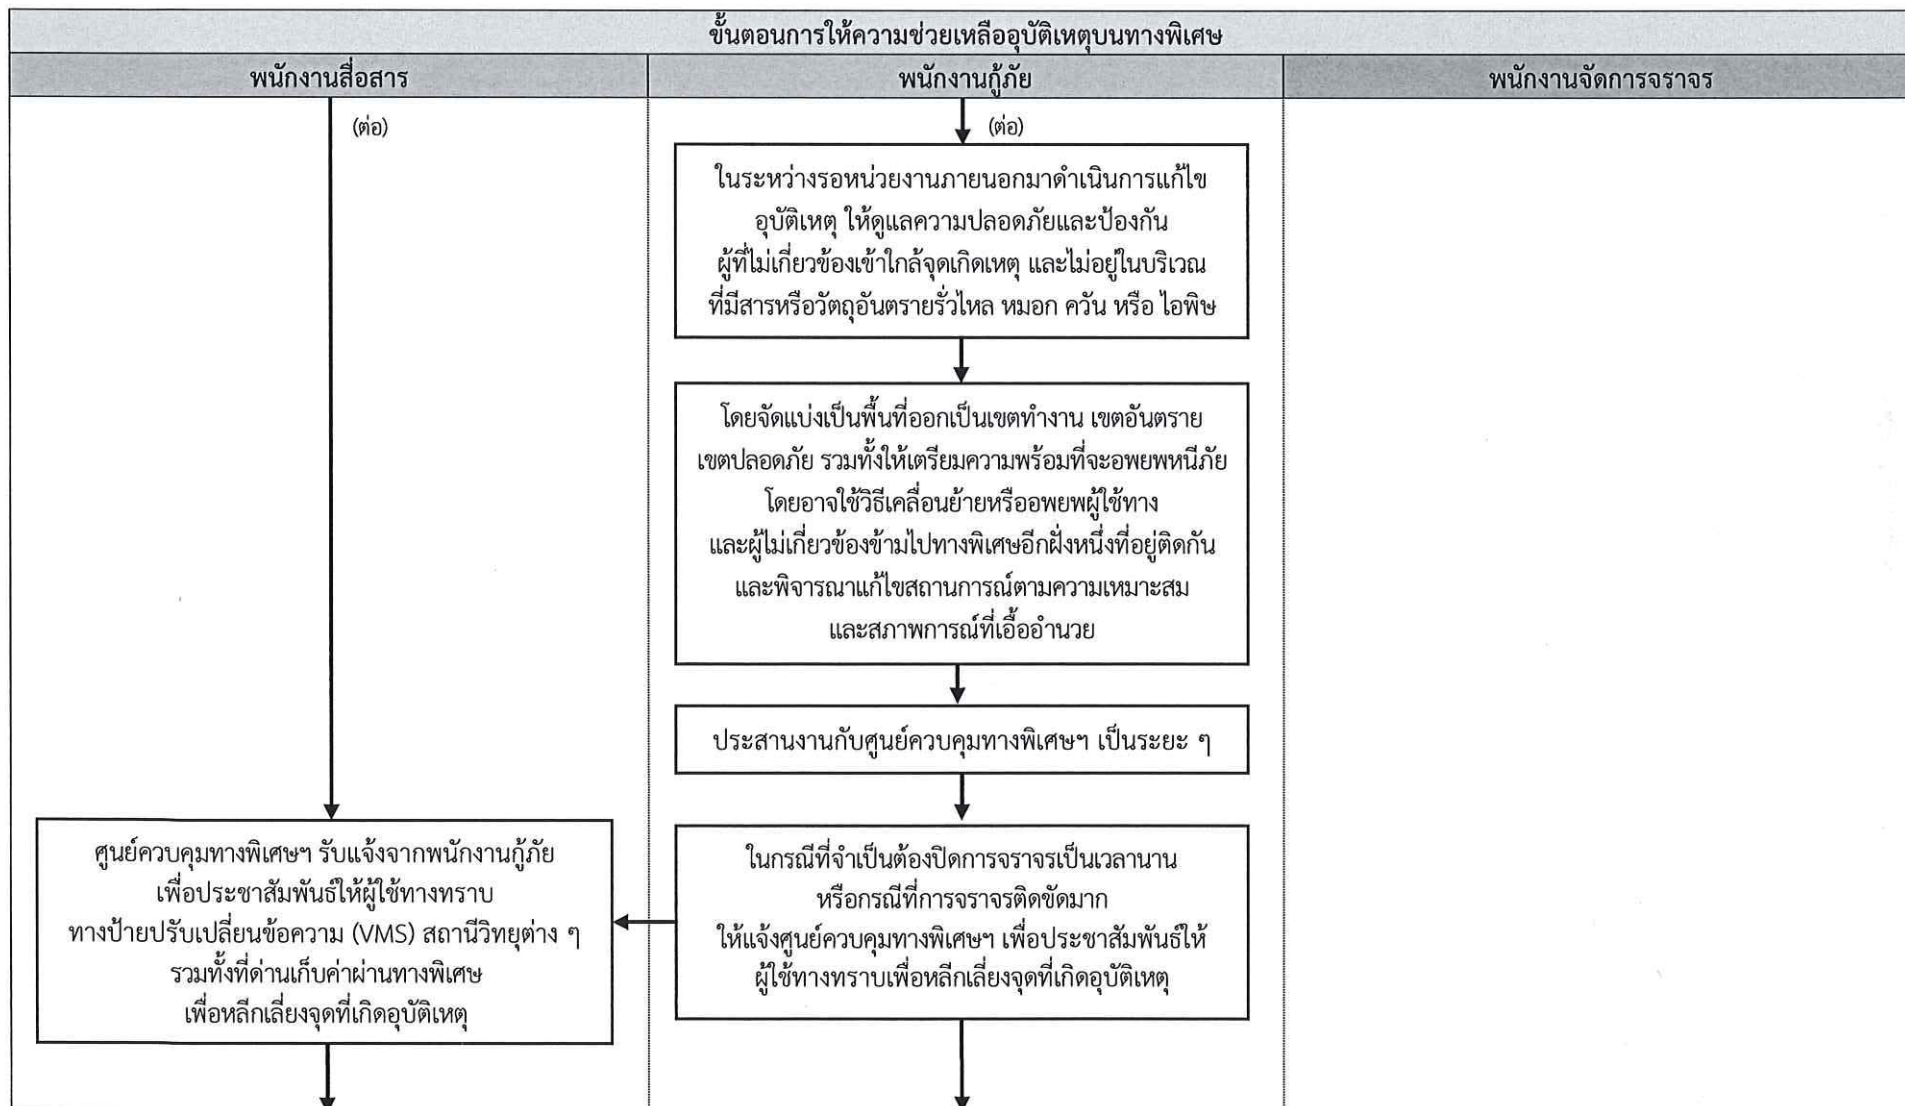 ขั้นตอนการให้ความช่วยเหลืออุบัติเหตุบนทางพิเศษ
พนักงานสื่อสาร
พนักงานกู้ภัย
พนักงานจัดการจราจร
(ต่อ)
(ต่อ)
ในระหว่างรอหน่วยงานภายนอกมาดำเนินการแก้ไข
อุบัติเหตุ ให้ดูแลความปลอดภัยและป้องกัน
ผู้ที่ไม่เกี่ยวข้องเข้าใกล้จุดเกิดเหตุ และไม่อยู่ในบริเวณ
ที่มีสารหรือวัตถุอันตรายรั่วไหล หมอก ควัน หรือ ไอพิษ
โดยจัดแบ่งเป็นพื้นที่ออกเป็นเขตทำงาน เขตอันตราย
เขตปลอดภัย รวมทั้งให้เตรียมความพร้อมที่จะอพยพหนีภัย
โดยอาจใช้วิธีเคลื่อนย้ายหรืออพยพผู้ใช้ทาง
และผู้ไม่เกี่ยวข้องข้ามไปทางพิเศษอีกฝั่งหนึ่งที่อยู่ติดกัน
และพิจารณาแก้ไขสถานการณ์ตามความเหมาะสม
และสภาพการณ์ที่เอื้ออำนวย
ประสานงานกับศูนย์ควบคุมทางพิเศษฯ เป็นระยะ ๆ
ศูนย์ควบคุมทางพิเศษฯ รับแจ้งจากพนักงานกู้ภัย
เพื่อประชาสัมพันธ์ให้ผู้ใช้ทางทราบ
ทางป้ายปรับเปลี่ยนข้อความ (VMS) สถานีวิทยุต่าง ๆ
รวมทั้งที่ด่านเก็บค่าผ่านทางพิเศษ
เพื่อหลีกเลี่ยงจุดที่เกิดอุบัติเหตุ
ในกรณีที่จำเป็นต้องปิดการจราจรเป็นเวลานาน
หรือกรณีที่การจราจรติดขัดมาก
ให้แจ้งศูนย์ควบคุมทางพิเศษฯ เพื่อประชาสัมพันธ์ให้
ผู้ใช้ทางทราบเพื่อหลีกเลี่ยงจุดที่เกิดอุบัติเหตุ